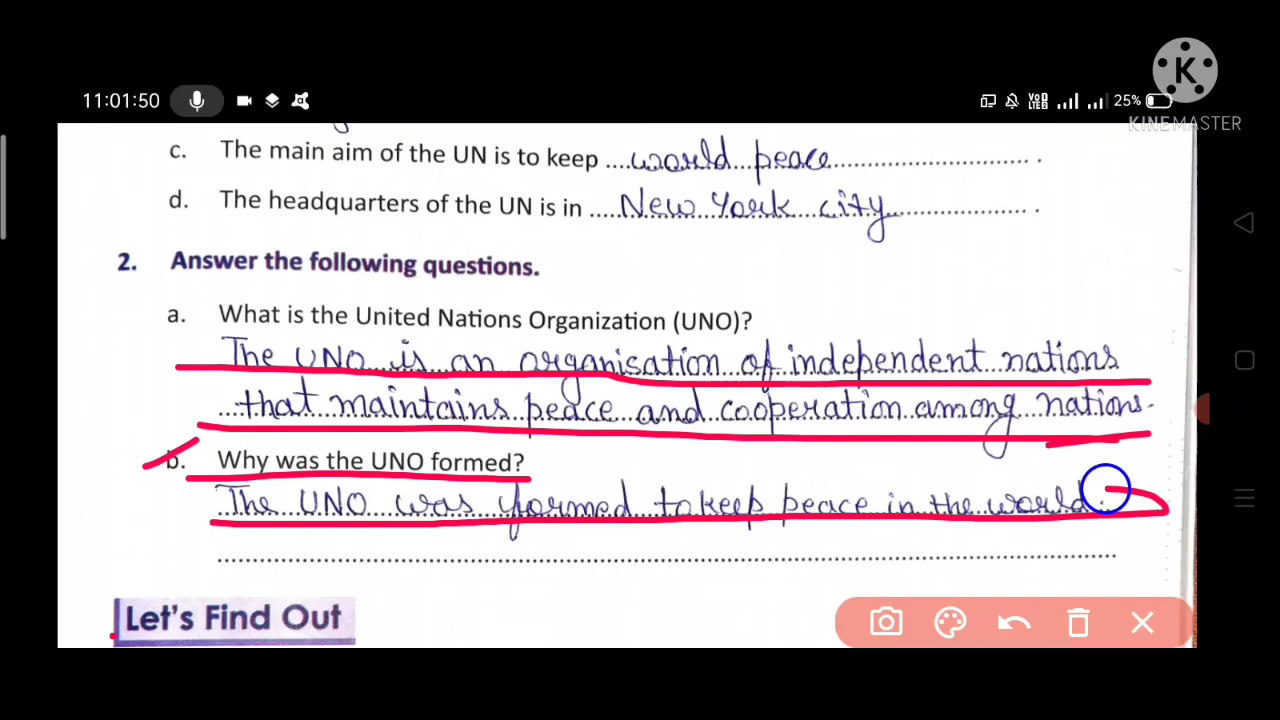 11:01:50
VoD LTE 25%
KINEMASTER
c. The main aim of the UN is to keep ....world peace.... .
d. The headquarters of the UN is in ....New York city.... .
2. Answer the following questions.
a. What is the United Nations Organization (UNO)?
The UNO is an organisation of independent nations
that maintains peace and cooperation among nations.
b. Why was the UNO formed?
The UNO was formed to keep peace in the world.
Let's Find Out